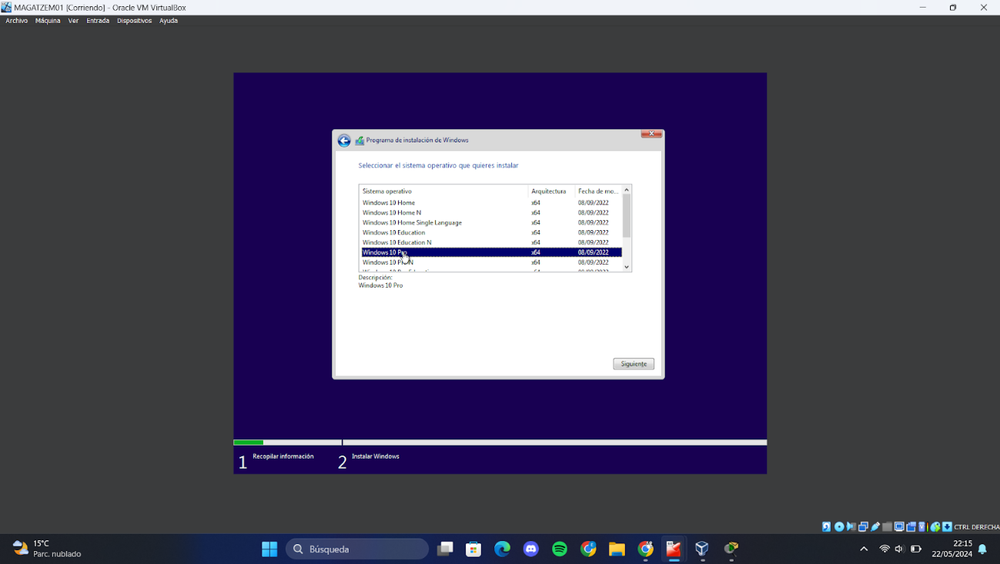 MAGATZEM01 [Corriendo] - Oracle VM VirtualBox
Archivo Máquina Ver Entrada Dispositivos Ayuda
Programa de instalación de Windows
Seleccionar el sistema operativo que quieres instalar
Sistema operativo Arquitectura Fecha de mo...
Windows 10 Home x64 08/09/2022
Windows 10 Home N x64 08/09/2022
Windows 10 Home Single Language x64 08/09/2022
Windows 10 Education x64 08/09/2022
Windows 10 Education N x64 08/09/2022
Windows 10 Pro x64 08/09/2022
Windows 10 Pro N x64 08/09/2022
Descripción:
Windows 10 Pro
Siguiente
1 Recopilar información 2 Instalar Windows
CTRL DERECHA
15°C
Parc. nublado
Búsqueda
22:15
22/05/2024